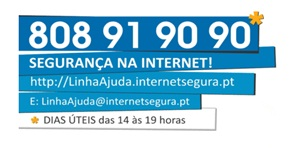 808 91 90 90*
SEGURANÇA NA INTERNET!
http://LinhaAjuda.internetsegura.pt
E: LinhaAjuda@internetsegura.pt
* DIAS ÚTEIS das 14 às 19 horas